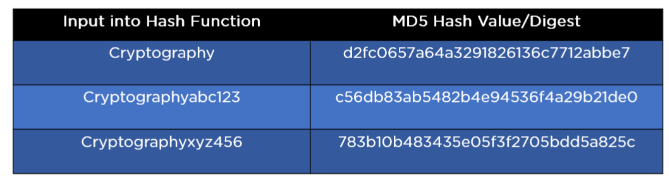 Input into Hash Function MD5 Hash Value/Digest
Cryptography d2fc0657a64a3291826136c7712abbe7
Cryptographyabc123 c56db83ab5482b4e94536f4a29b21de0
Cryptographyxyz456 783b10b483435e05f3f2705bdd5a825c